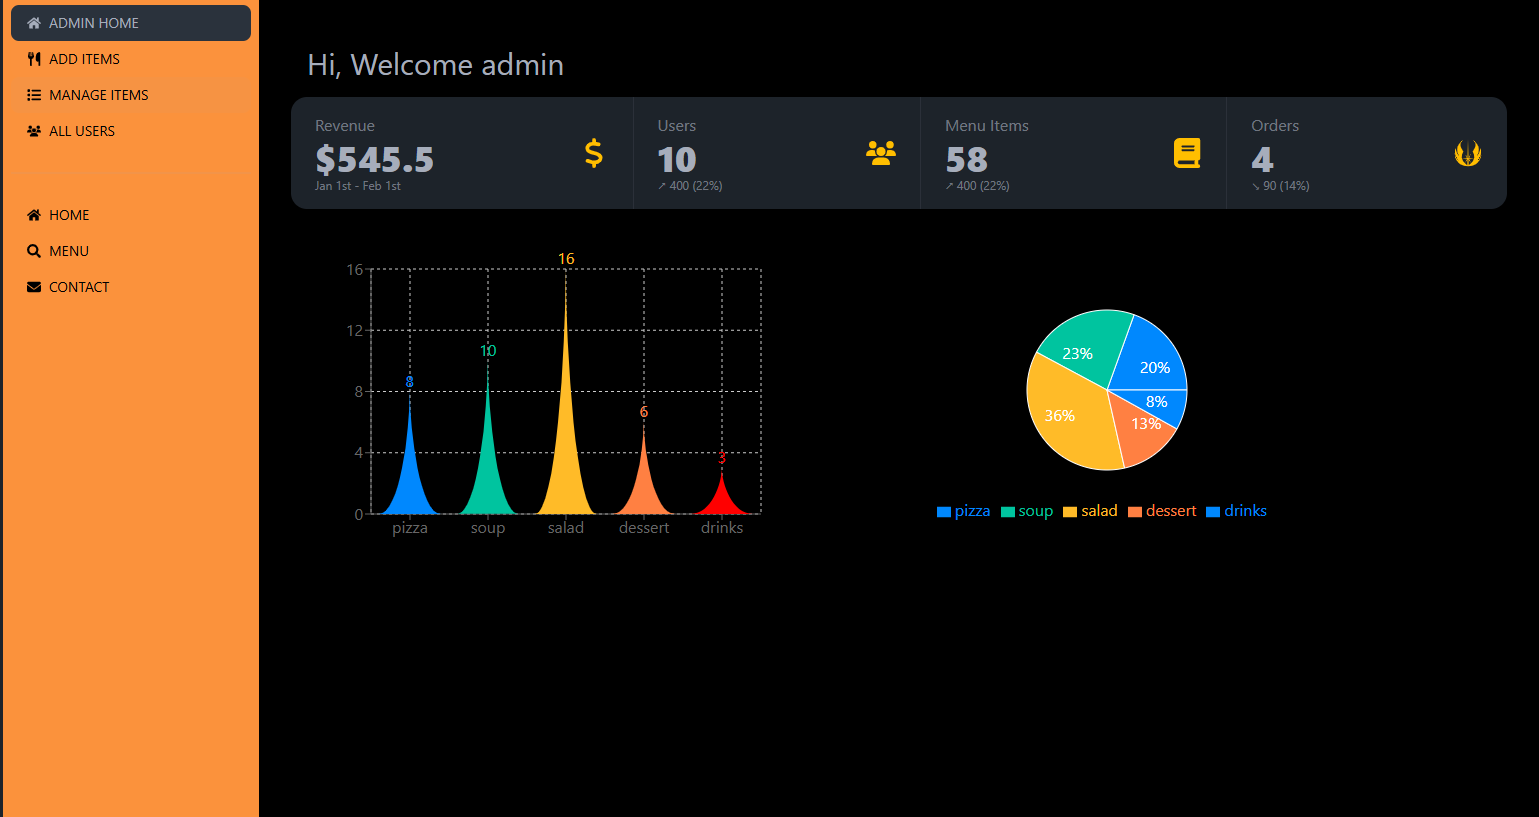 ADMIN HOME
ADD ITEMS
MANAGE ITEMS
ALL USERS
HOME
MENU
CONTACT
Hi, Welcome admin
Revenue
$545.5
Jan 1st - Feb 1st
Users
10
↗︎ 400 (22%)
Menu Items
58
↗︎ 400 (22%)
Orders
4
↘︎ 90 (14%)
16
12
8
4
0
8
10
16
6
3
pizza soup salad dessert drinks
23%
20%
36%
8%
13%
pizza soup salad dessert drinks